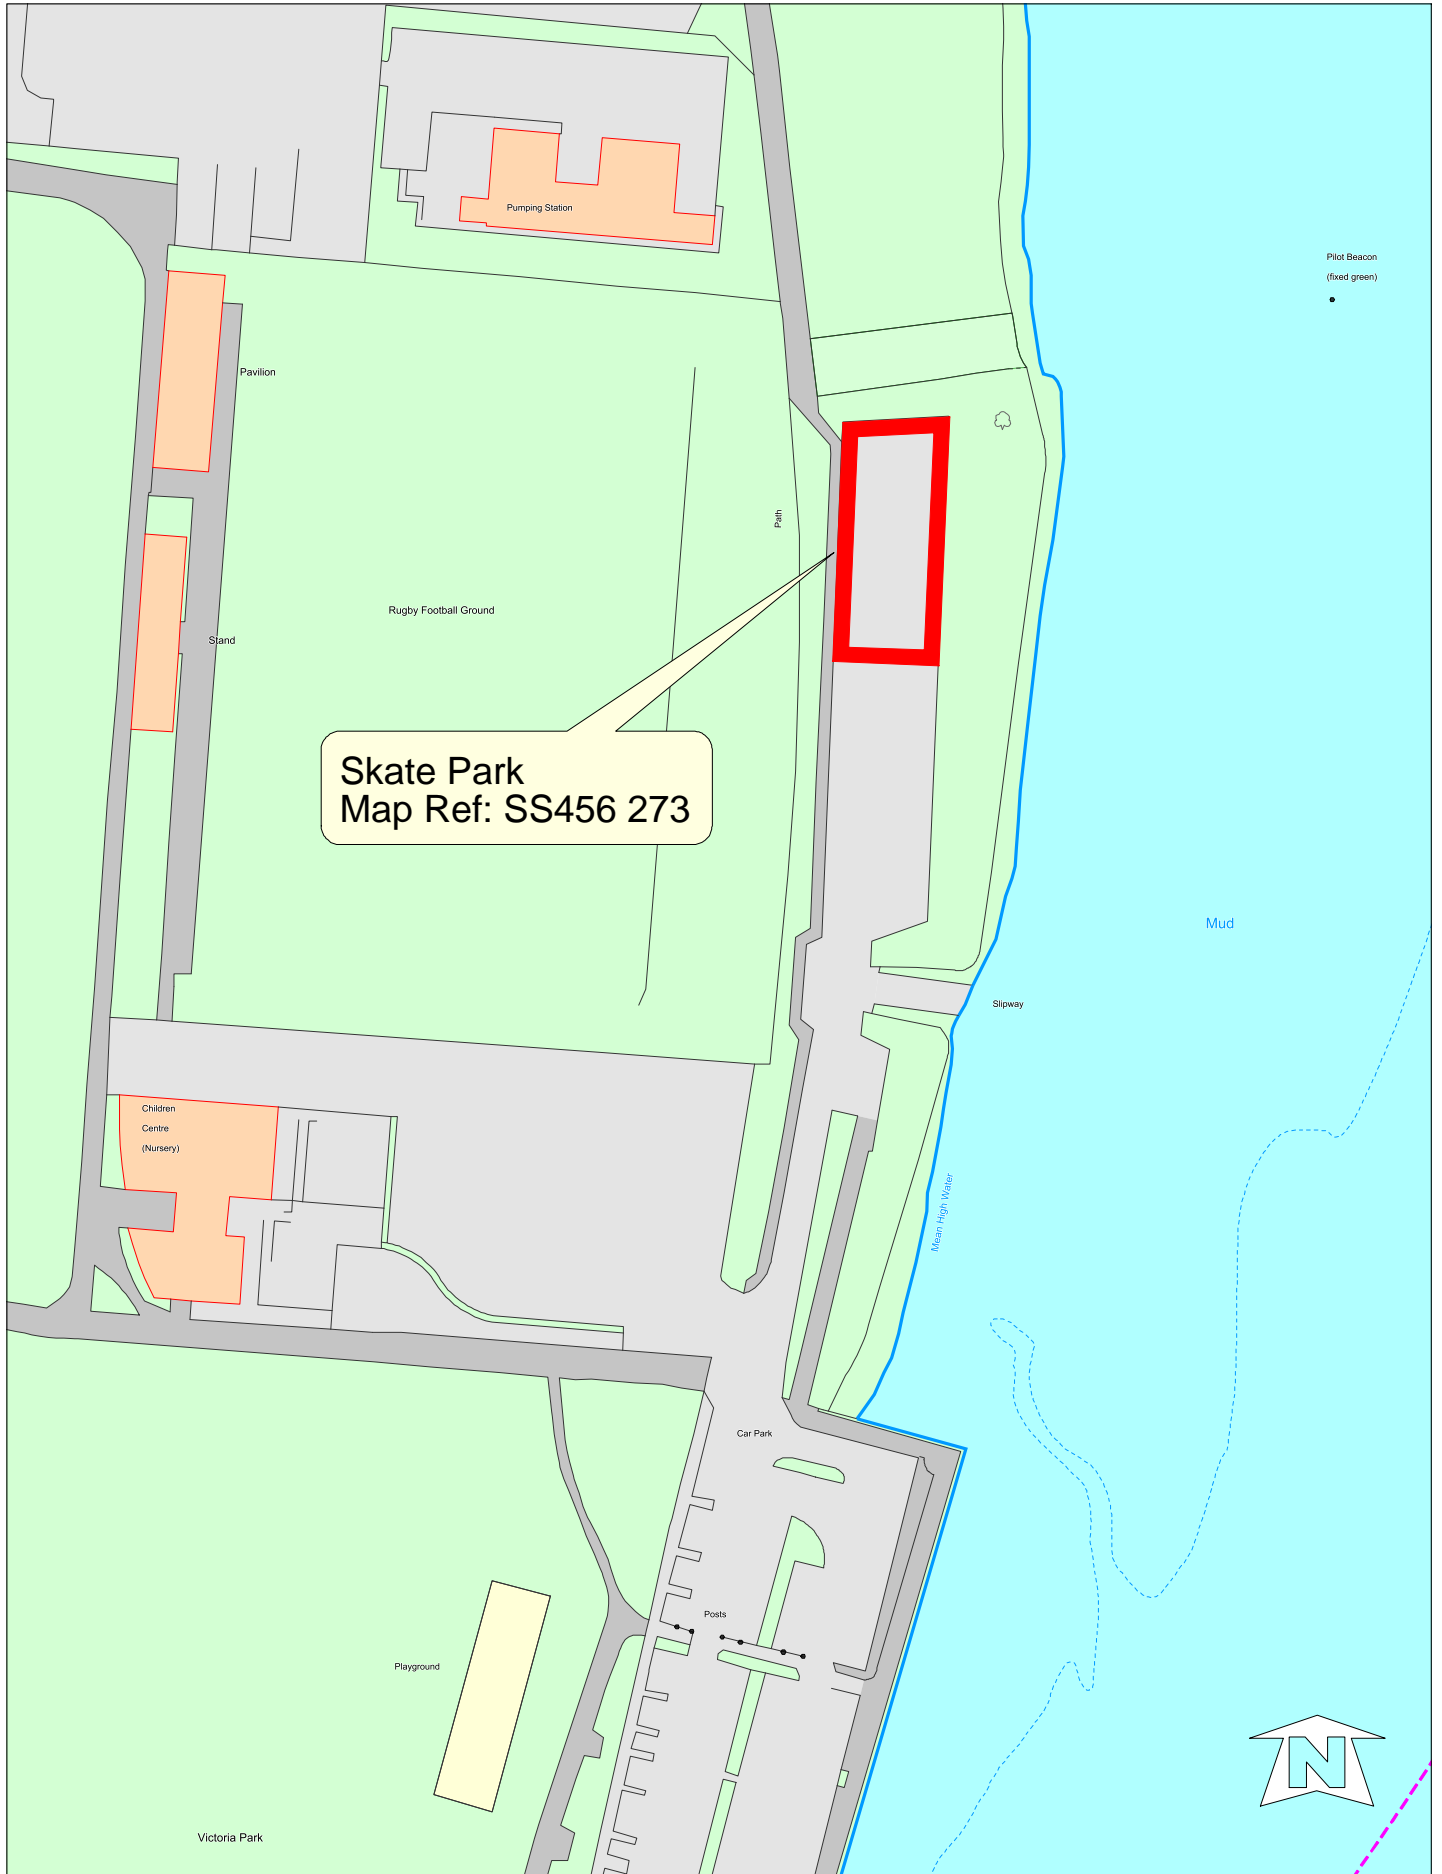 Pumping Station
Pilot Beacon
(fixed green)
Pavilion
Path
Rugby Football Ground
Stand
Skate Park
Map Ref: SS456 273
Mud
Slipway
Children
Centre
(Nursery)
Mean High Water
Car Park
Posts
Playground
Victoria Park
N